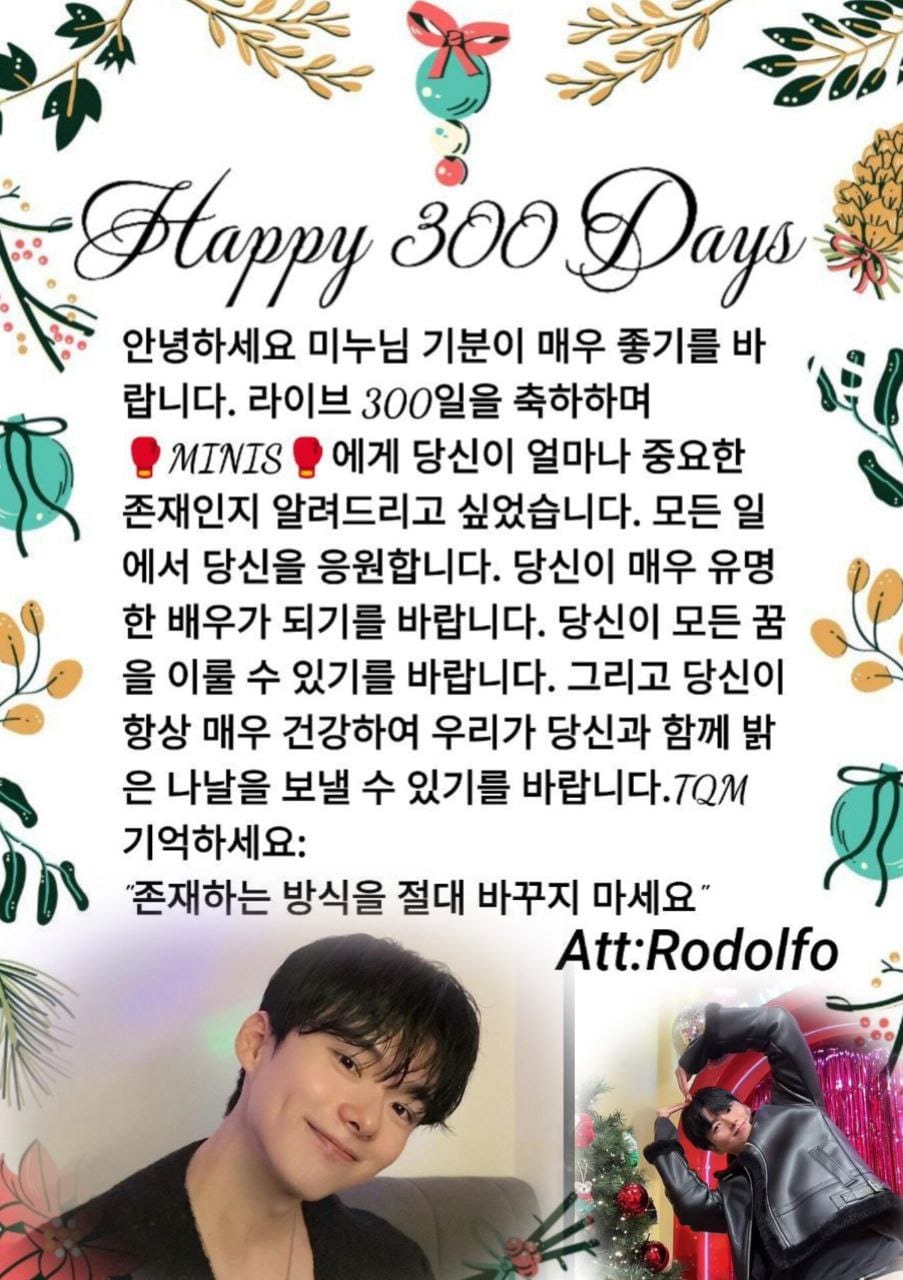 Happy 300 Days
안녕하세요 미누님 기분이 매우 좋기를 바
랍니다. 라이브 300일을 축하하며
🥊MINIS🥊에게 당신이 얼마나 중요한
존재인지 알려드리고 싶었습니다. 모든 일
에서 당신을 응원합니다. 당신이 매우 유명
한 배우가 되기를 바랍니다. 당신이 모든 꿈
을 이룰 수 있기를 바랍니다. 그리고 당신이
항상 매우 건강하여 우리가 당신과 함께 밝
은 나날을 보낼 수 있기를 바랍니다.TQM
기억하세요:
"존재하는 방식을 절대 바꾸지 마세요"
Att:Rodolfo